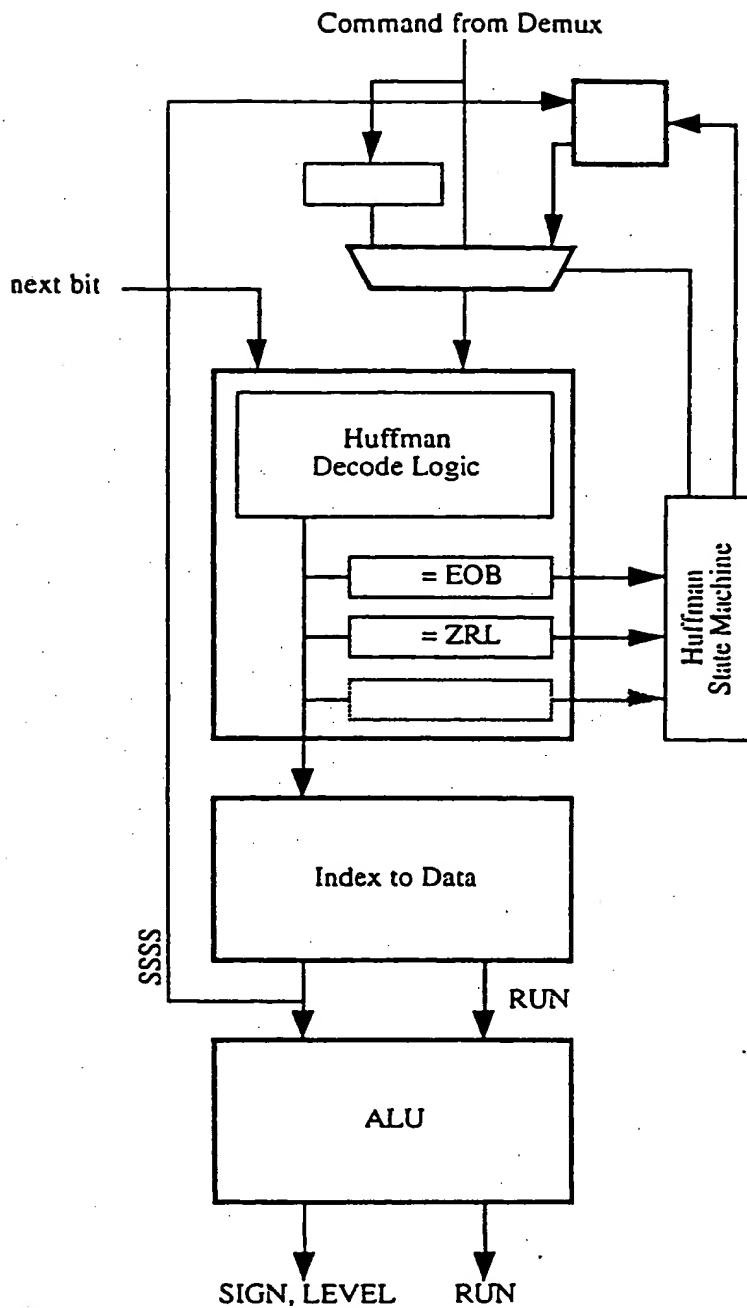 Command from Demux
next bit
Huffman
Decode Logic
= EOB
= ZRL
Huffman
State Machine
Index to Data
SSSS
RUN
ALU
SIGN, LEVEL
RUN